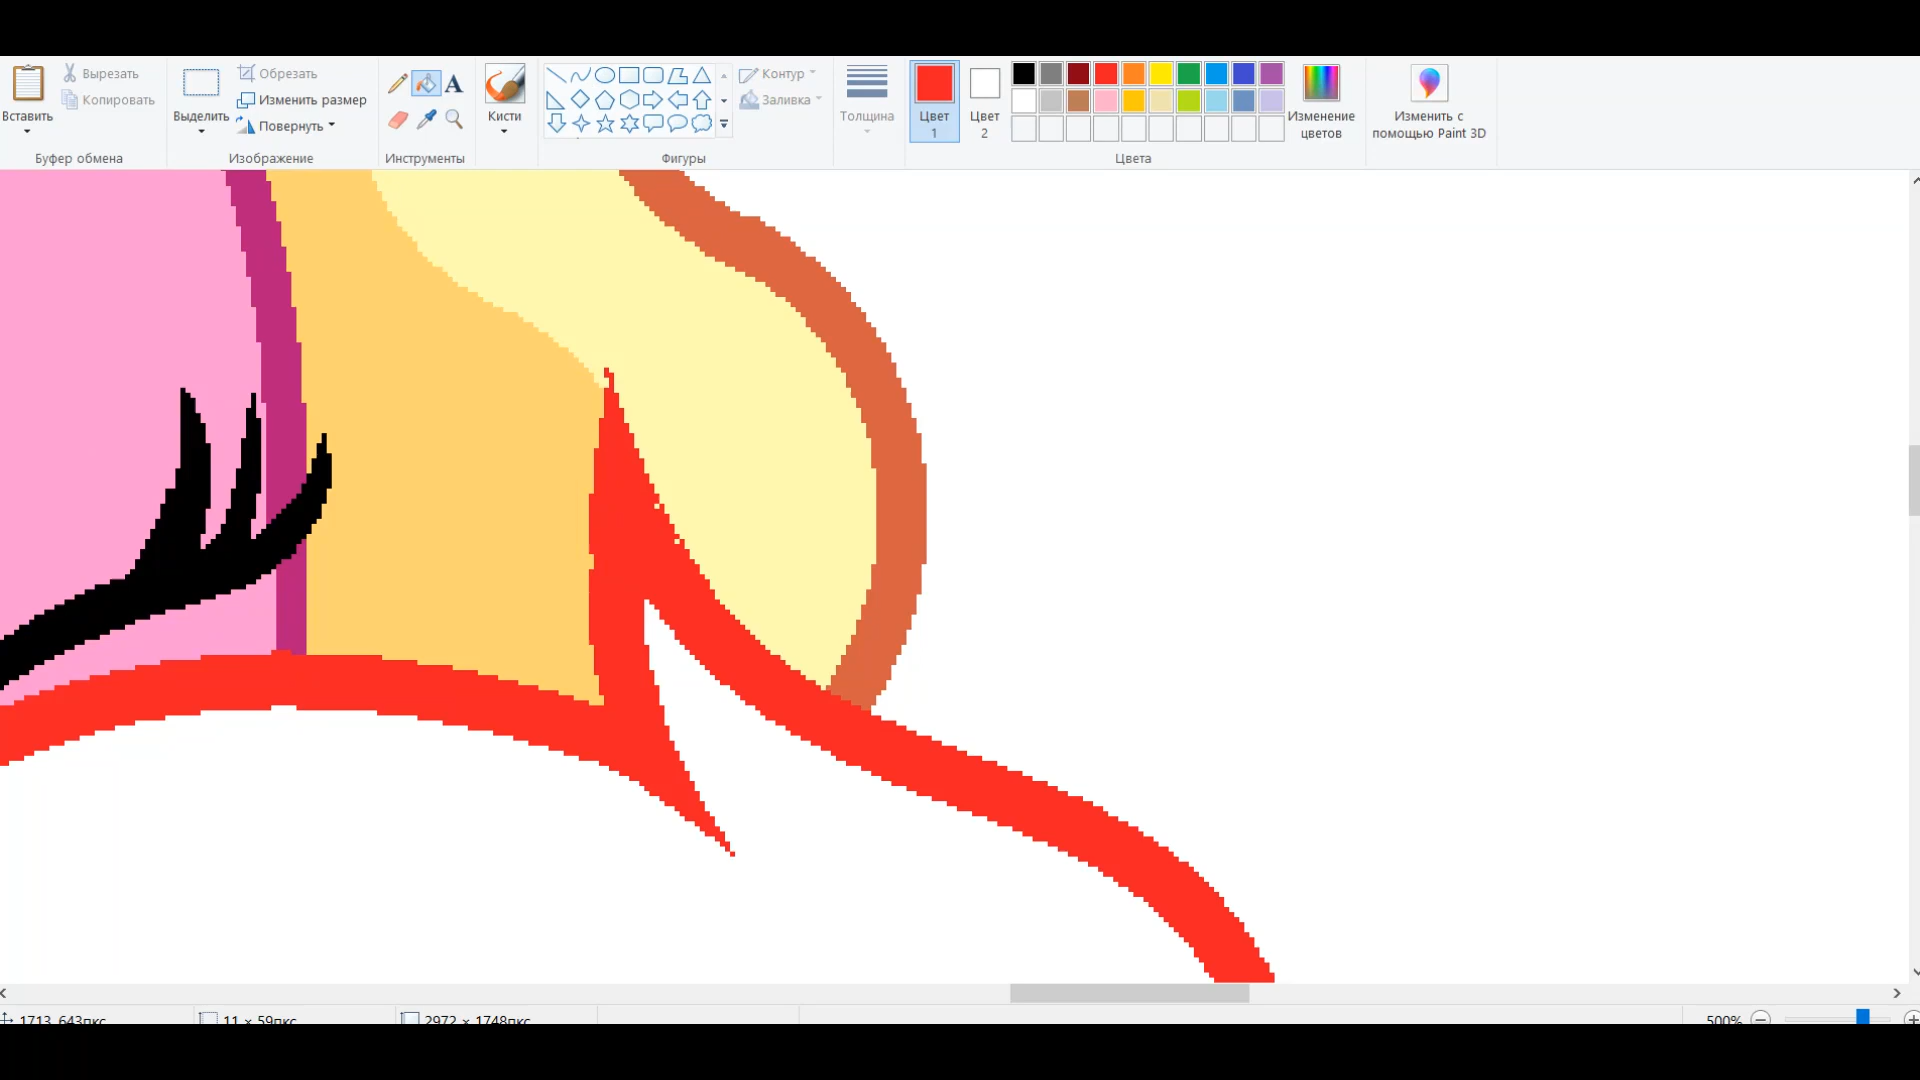 Вставить
Вырезать
Копировать
Буфер обмена
Выделить
Обрезать
Изменить размер
Повернуть
Изображение
A
Инструменты
Кисти
Фигуры
Контур
Заливка
Толщина
Цвет
1
Цвет
2
Изменение
цветов
Цвета
Изменить с
помощью Paint 3D
1713, 643пкс
11 × 59пкс
2972 × 1748пкс
500%